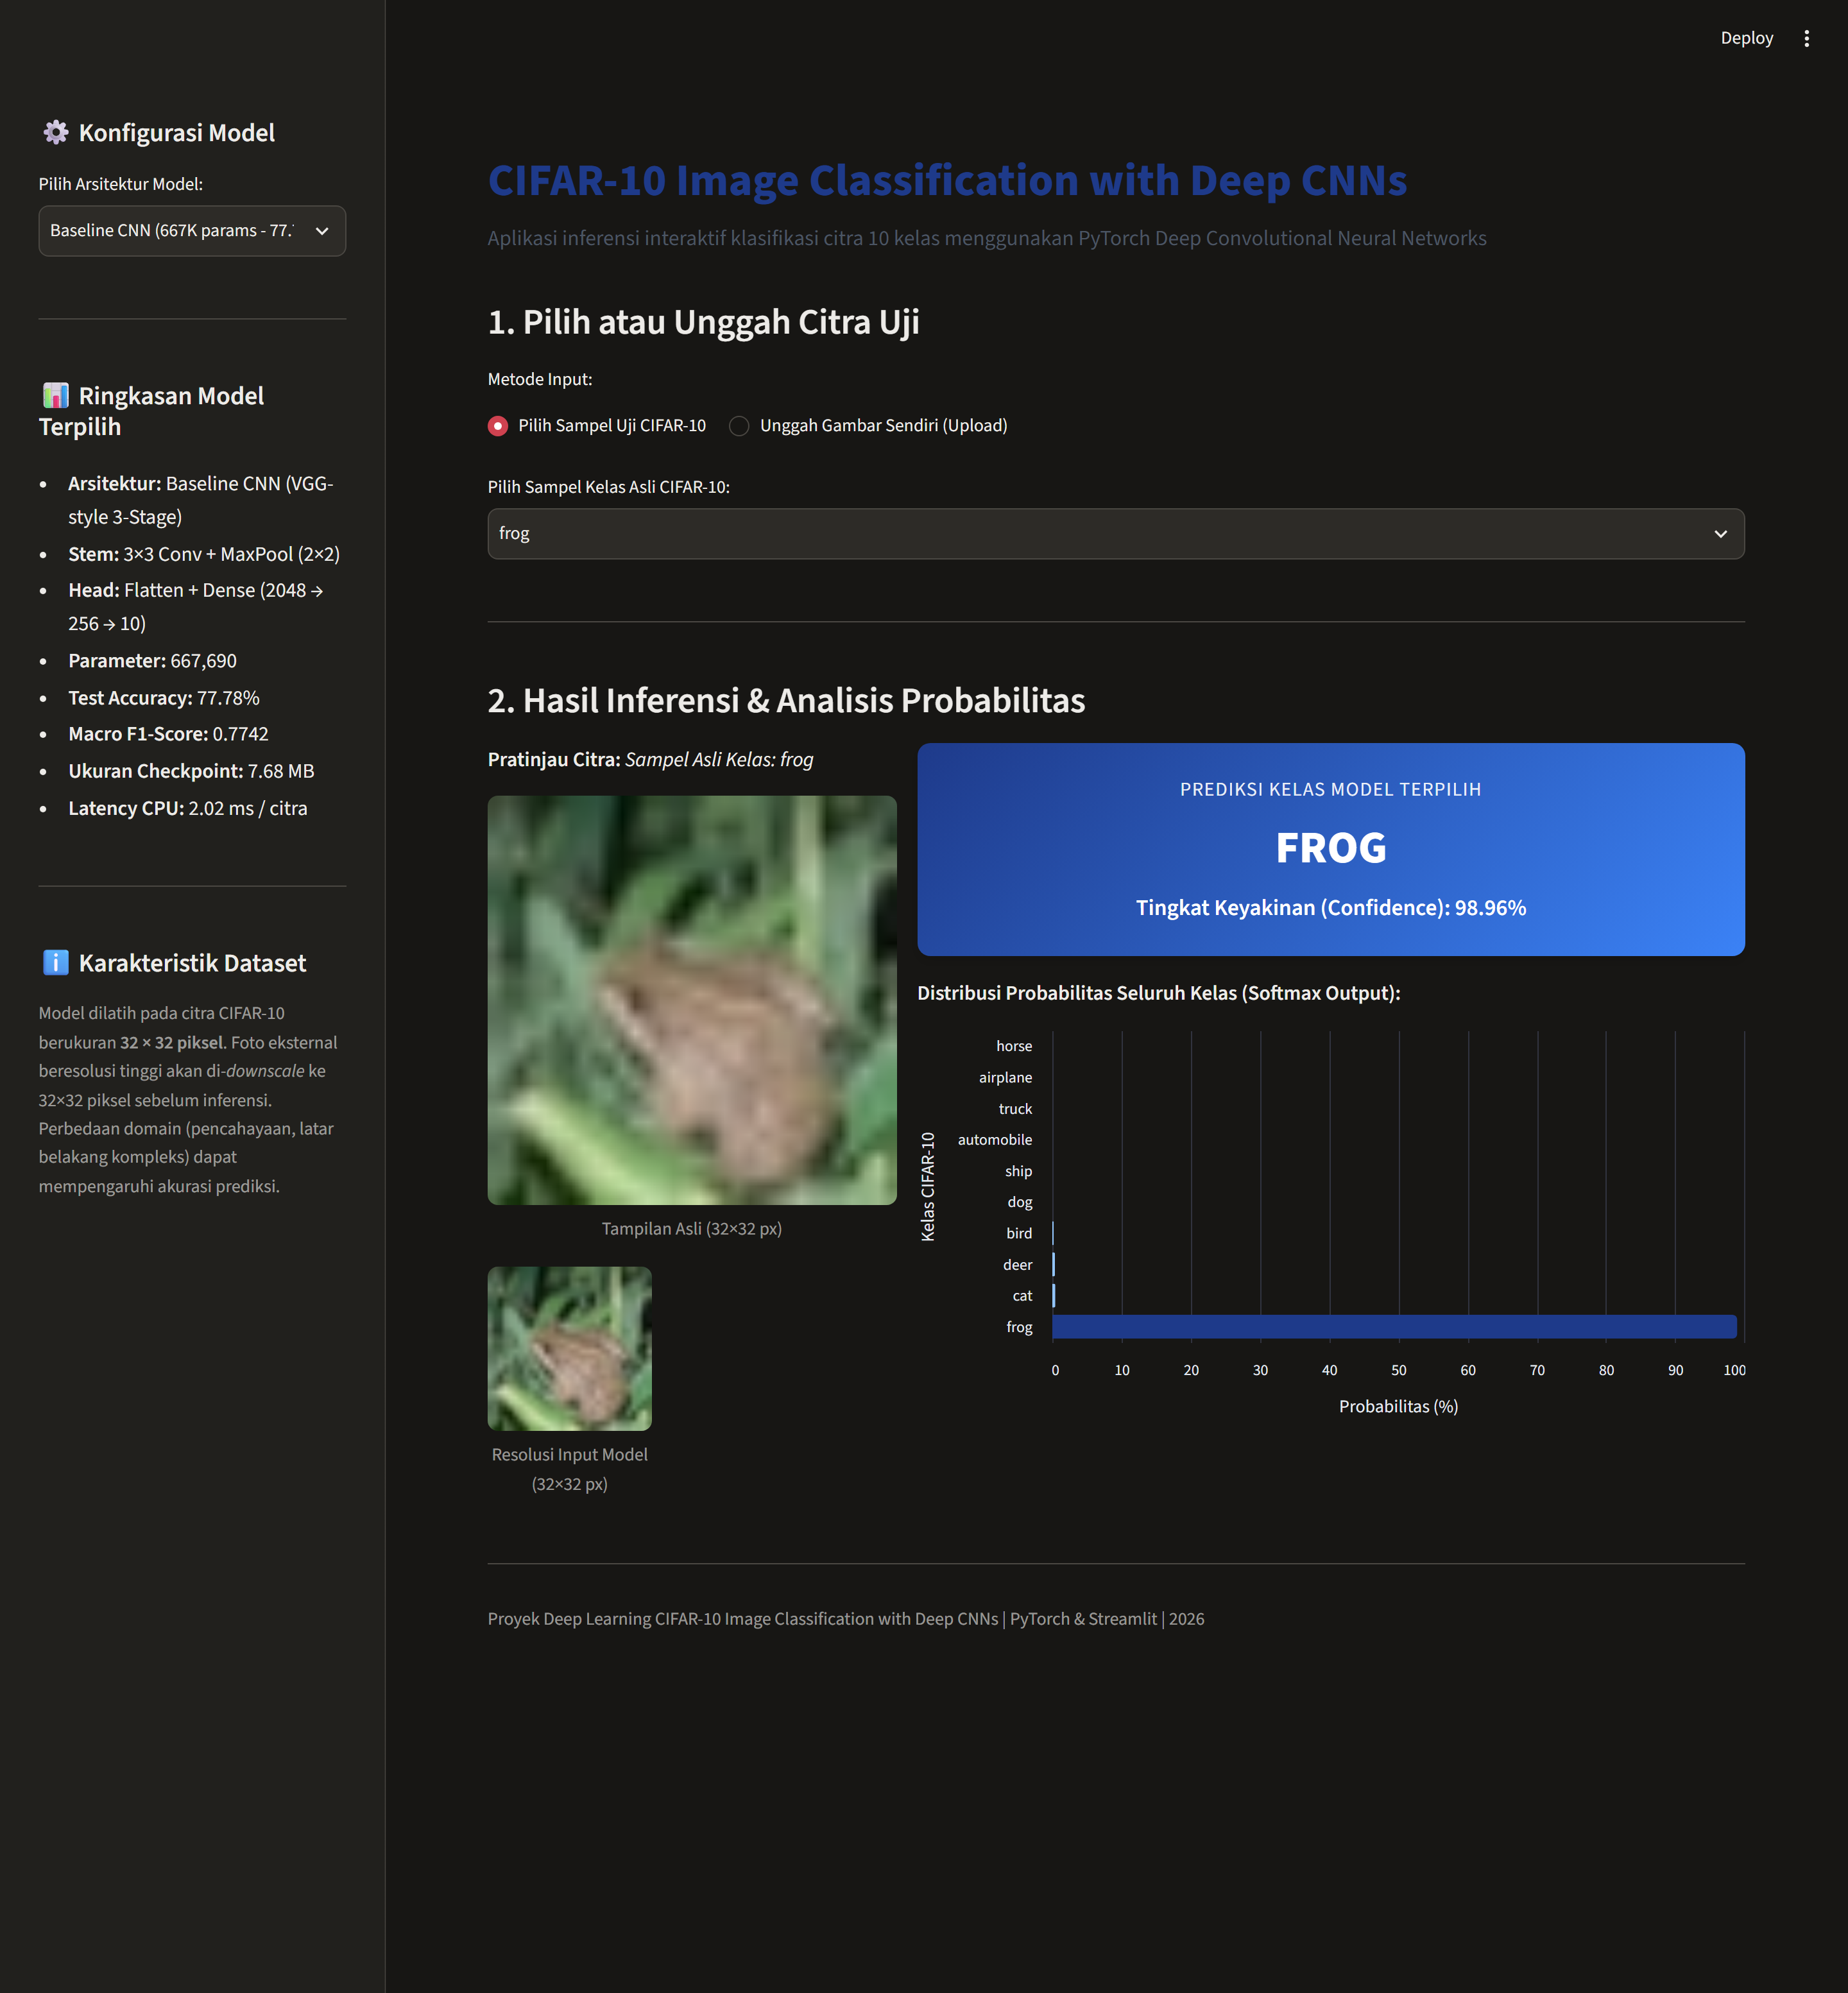 Deploy
Konfigurasi Model
Pilih Arsitektur Model:
Baseline CNN (667K params - 77.
Ringkasan Model
Terpilih
• Arsitektur: Baseline CNN (VGG-
style 3-Stage)
• Stem: 3×3 Conv + MaxPool (2×2)
• Head: Flatten + Dense (2048 →
256 → 10)
• Parameter: 667,690
• Test Accuracy: 77.78%
• Macro F1-Score: 0.7742
• Ukuran Checkpoint: 7.68 MB
• Latency CPU: 2.02 ms / citra
Karakteristik Dataset
Model dilatih pada citra CIFAR-10
berukuran 32 × 32 piksel. Foto eksternal
beresolusi tinggi akan di-downscale ke
32×32 piksel sebelum inferensi.
Perbedaan domain (pencahayaan, latar
belakang kompleks) dapat
mempengaruhi akurasi prediksi.
CIFAR-10 Image Classification with Deep CNNs
Aplikasi inferensi interaktif klasifikasi citra 10 kelas menggunakan PyTorch Deep Convolutional Neural Networks
1. Pilih atau Unggah Citra Uji
Metode Input:
Pilih Sampel Uji CIFAR-10 Unggah Gambar Sendiri (Upload)
Pilih Sampel Kelas Asli CIFAR-10:
frog
2. Hasil Inferensi & Analisis Probabilitas
Pratinjau Citra: Sampel Asli Kelas: frog
Tampilan Asli (32×32 px)
Resolusi Input Model
(32×32 px)
PREDIKSI KELAS MODEL TERPILIH
FROG
Tingkat Keyakinan (Confidence): 98.96%
Distribusi Probabilitas Seluruh Kelas (Softmax Output):
Kelas CIFAR-10
horse
airplane
truck
automobile
ship
dog
bird
deer
cat
frog
0 10 20 30 40 50 60 70 80 90 100
Probabilitas (%)
Proyek Deep Learning CIFAR-10 Image Classification with Deep CNNs | PyTorch & Streamlit | 2026